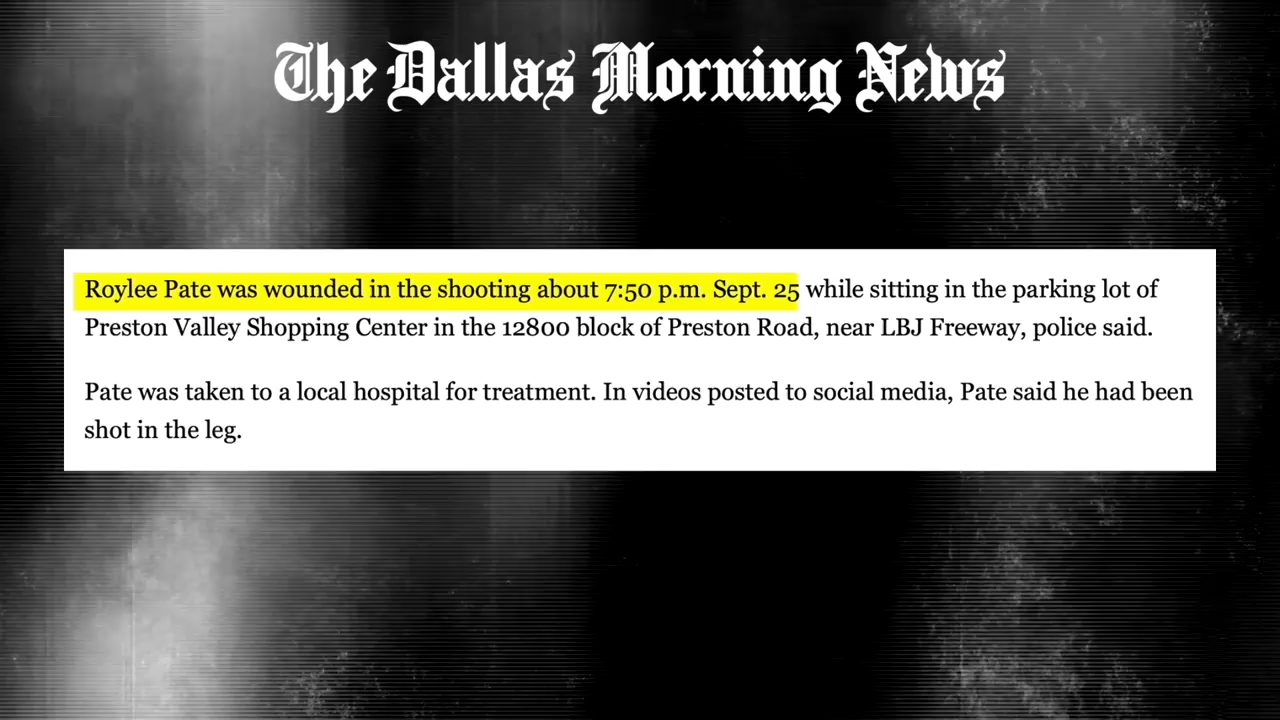 The Dallas Morning News
Roylee Pate was wounded in the shooting about 7:50 p.m. Sept. 25 while sitting in the parking lot of
Preston Valley Shopping Center in the 12800 block of Preston Road, near LBJ Freeway, police said.
Pate was taken to a local hospital for treatment. In videos posted to social media, Pate said he had been
shot in the leg.